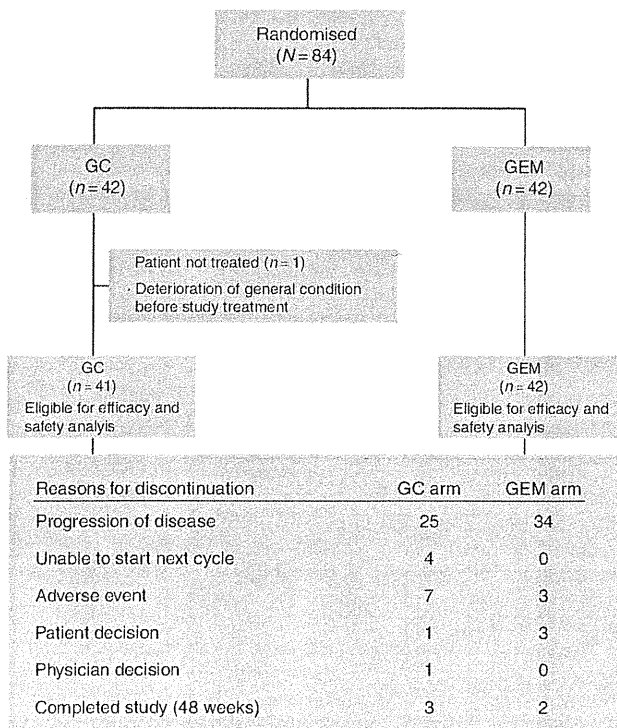 Randomised
(N = 84)
GC
(n = 42)
GEM
(n = 42)
Patient not treated (n = 1)
· Deterioration of general condition
before study treatment
GC
(n = 41)
Eligible for efficacy and
safety analyis
GEM
(n = 42)
Eligible for efficacy and
safety analyis
Reasons for discontinuation GC arm GEM arm
Progression of disease 25 34
Unable to start next cycle 4 0
Adverse event 7 3
Patient decision 1 3
Physician decision 1 0
Completed study (48 weeks) 3 2